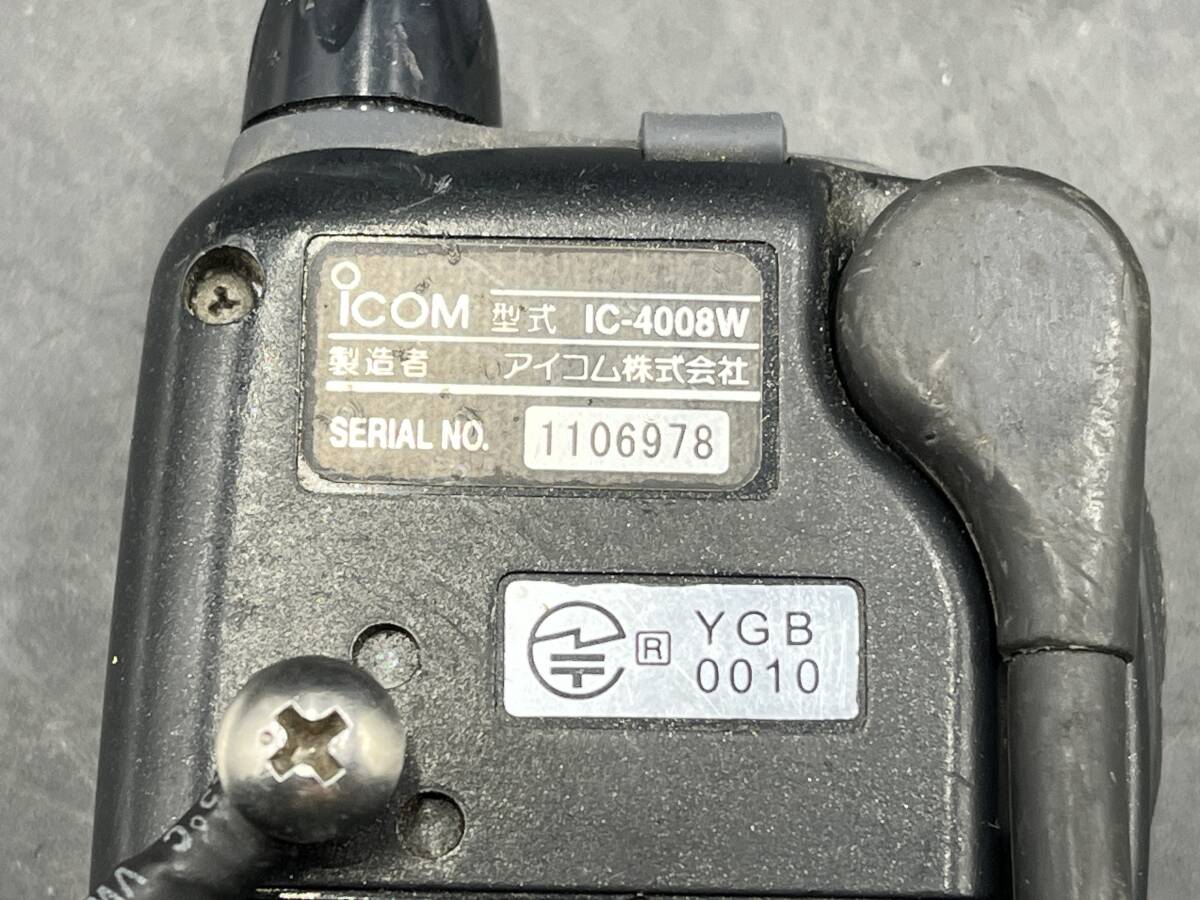 ICOM 型式 IC-4008W
製造者 アイコム株式会社
SERIAL NO. 1106978
R YGB
0010